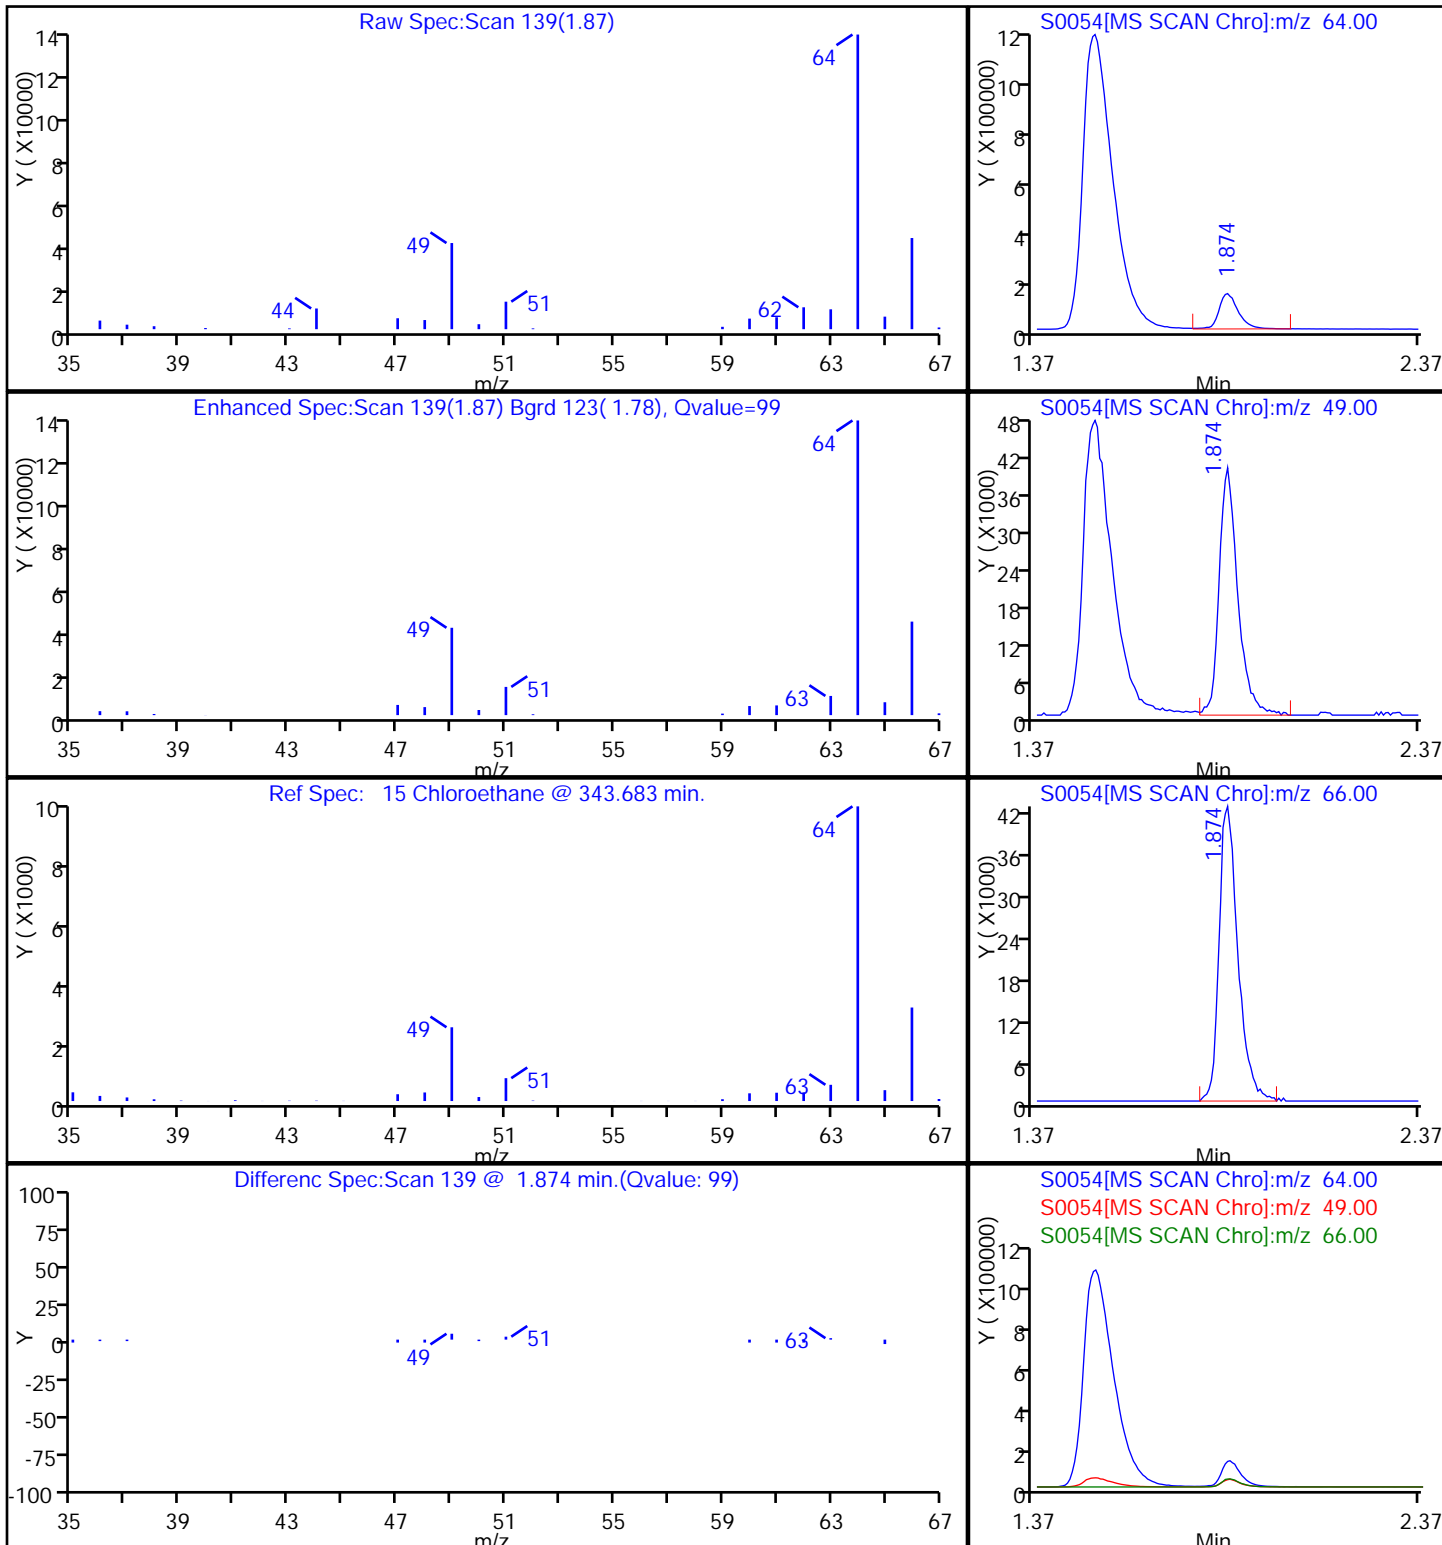 Raw Spec:Scan 139(1.87)
14
12
10
8
6
4
2
0
Y ( X10000)
64
49
44
51
62
35 39 43 47 51 55 59 63 67
m/z
S0054[MS SCAN Chro]:m/z 64.00
12
10
8
6
4
2
0
Y ( X100000)
1.874
1.37 2.37
Min
Enhanced Spec:Scan 139(1.87) Bgrd 123( 1.78), Qvalue=99
14
12
10
8
6
4
2
0
Y ( X10000)
64
49
51
63
35 39 43 47 51 55 59 63 67
m/z
S0054[MS SCAN Chro]:m/z 49.00
48
42
36
30
24
18
12
6
0
Y ( X1000)
1.874
1.37 2.37
Min
Ref Spec: 15 Chloroethane @ 343.683 min.
10
8
6
4
2
0
Y ( X1000)
64
49
51
63
35 39 43 47 51 55 59 63 67
m/z
S0054[MS SCAN Chro]:m/z 66.00
42
36
30
24
18
12
6
0
Y ( X1000)
1.874
1.37 2.37
Min
Differenc Spec:Scan 139 @ 1.874 min.(Qvalue: 99)
100
75
50
25
0
-25
-50
-75
-100
Y
49
51
63
35 39 43 47 51 55 59 63 67
m/z
S0054[MS SCAN Chro]:m/z 64.00
S0054[MS SCAN Chro]:m/z 49.00
S0054[MS SCAN Chro]:m/z 66.00
12
10
8
6
4
2
0
Y ( X100000)
1.37 2.37
Min